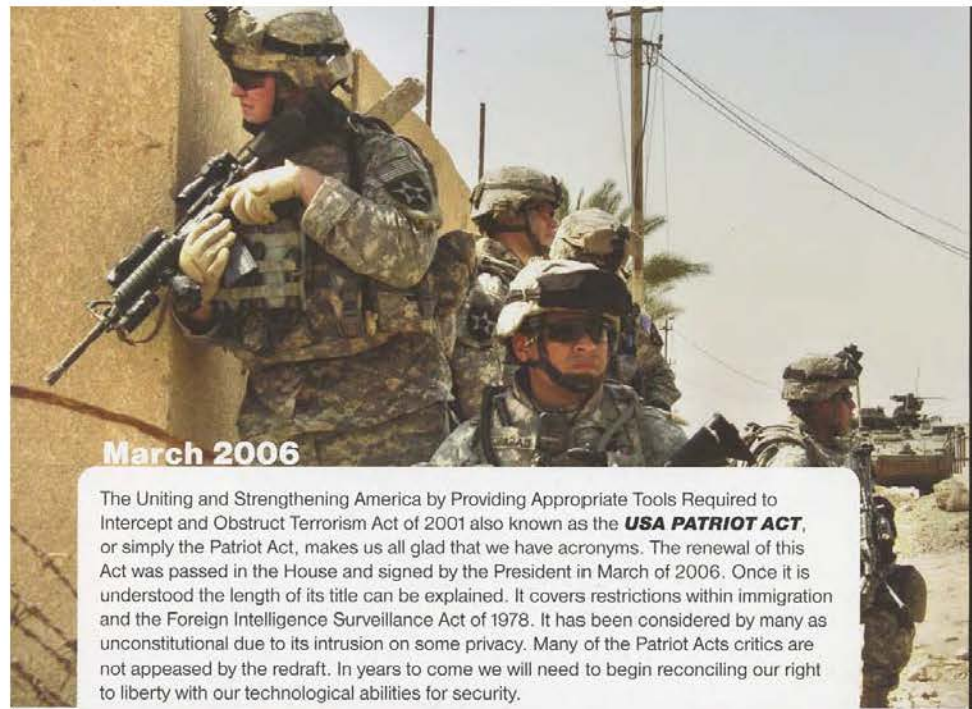 March 2006
The Uniting and Strengthening America by Providing Appropriate Tools Required to
Intercept and Obstruct Terrorism Act of 2001 also known as the USA PATRIOT ACT,
or simply the Patriot Act, makes us all glad that we have acronyms. The renewal of this
Act was passed in the House and signed by the President in March of 2006. Once it is
understood the length of its title can be explained. It covers restrictions within immigration
and the Foreign Intelligence Surveillance Act of 1978. It has been considered by many as
unconstitutional due to its intrusion on some privacy. Many of the Patriot Acts critics are
not appeased by the redraft. In years to come we will need to begin reconciling our right
to liberty with our technological abilities for security.